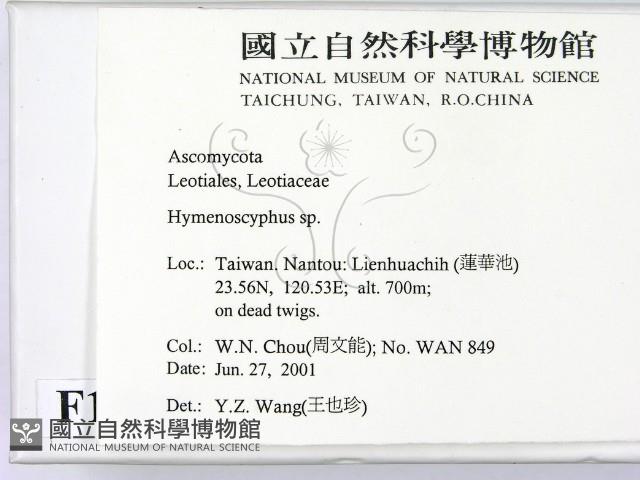 國立自然科學博物館
NATIONAL MUSEUM OF NATURAL SCIENCE
TAICHUNG, TAIWAN, R.O.CHINA
Ascomycota
Leotiales, Leotiaceae
Hymenoscyphus sp.
Loc.: Taiwan. Nantou: Lienhuachih (蓮華池)
23.56N, 120.53E; alt. 700m;
on dead twigs.
Col.: W.N. Chou(周文能); No. WAN 849
Date: Jun. 27, 2001
Det.: Y.Z. Wang(王也珍)
國立自然科學博物館
NATIONAL MUSEUM OF NATURAL SCIENCE